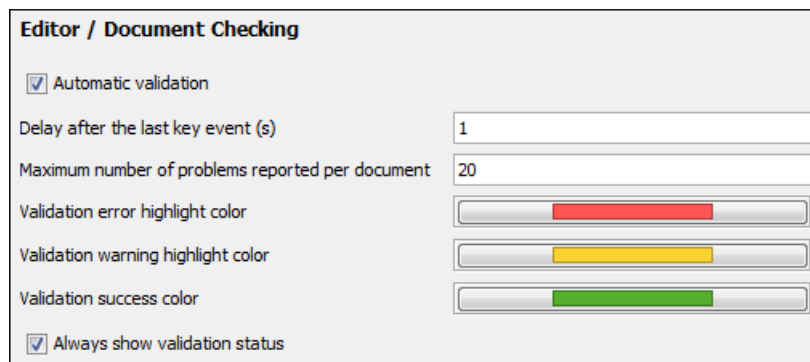 Editor / Document Checking
Automatic validation
Delay after the last key event (s) 1
Maximum number of problems reported per document 20
Validation error highlight color
Validation warning highlight color
Validation success color
Always show validation status